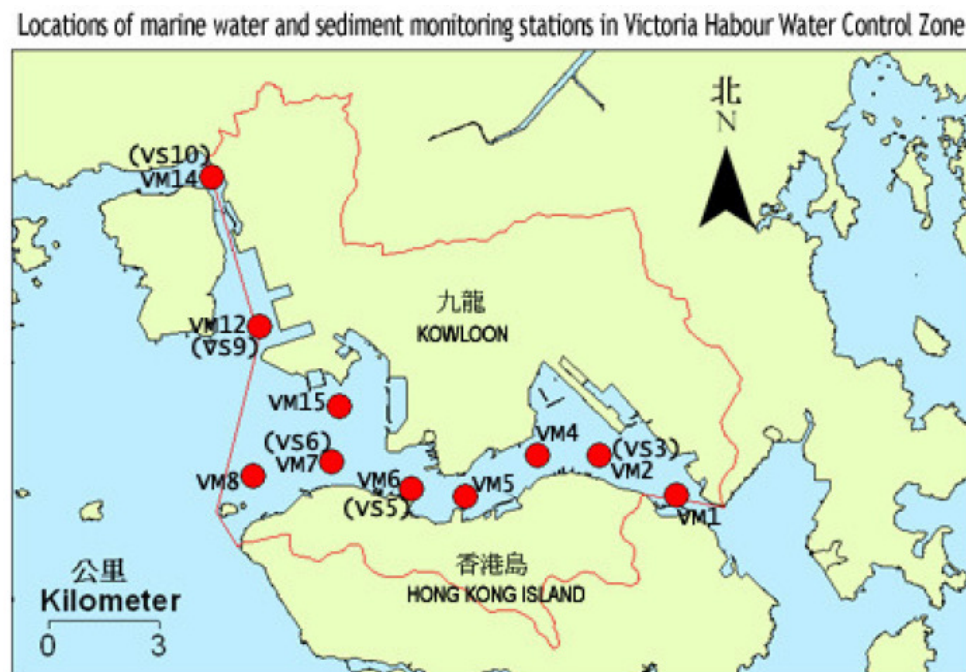 Locations of marine water and sediment monitoring stations in Victoria Habour Water Control Zone
北
N
(VS10)
VM14
九龍
KOWLOON
VM12
(VS9)
VM15
(VS6)
VM7
VM8
VM6
(VS5)
VM5
VM4
(VS3)
VM2
VM1
香港島
HONG KONG ISLAND
公里
Kilometer
0 3